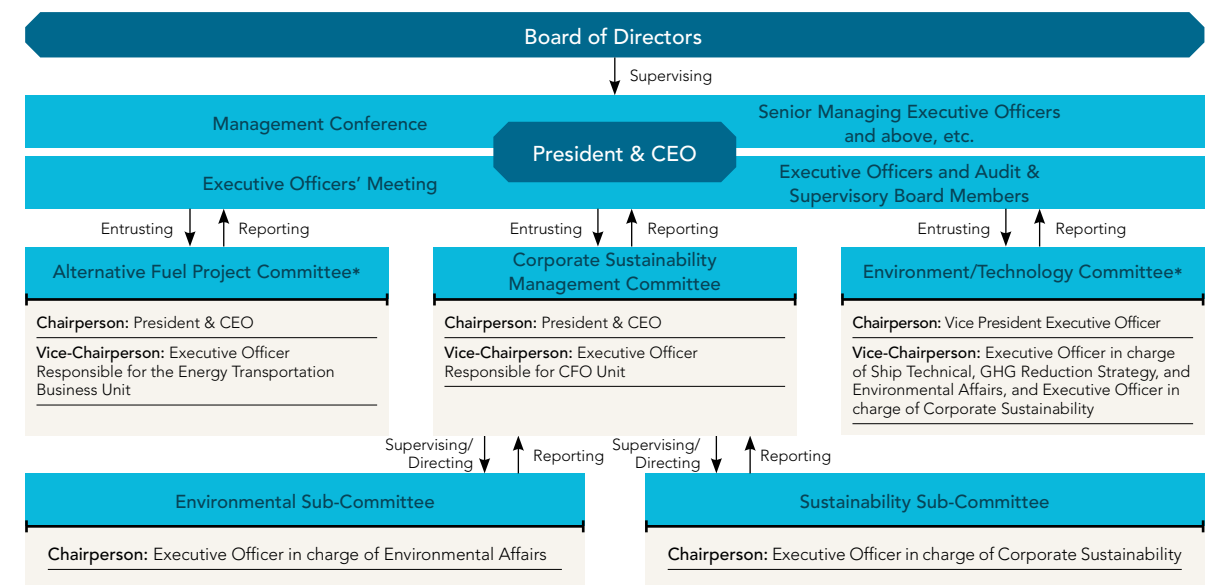 Board of Directors
Supervising
Management Conference
Senior Managing Executive Officers
and above, etc.
President & CEO
Executive Officers’ Meeting
Executive Officers and Audit &
Supervisory Board Members
Entrusting
Reporting
Entrusting
Reporting
Entrusting
Reporting
Alternative Fuel Project Committee*
Chairperson: President & CEO
Vice-Chairperson: Executive Officer
Responsible for the Energy Transportation
Business Unit
Corporate Sustainability
Management Committee
Chairperson: President & CEO
Vice-Chairperson: Executive Officer
Responsible for CFO Unit
Environment/Technology Committee*
Chairperson: Vice President Executive Officer
Vice-Chairperson: Executive Officer in charge
of Ship Technical, GHG Reduction Strategy, and
Environmental Affairs, and Executive Officer in
charge of Corporate Sustainability
Supervising/
Directing
Reporting
Supervising/
Directing
Reporting
Environmental Sub-Committee
Chairperson: Executive Officer in charge of Environmental Affairs
Sustainability Sub-Committee
Chairperson: Executive Officer in charge of Corporate Sustainability